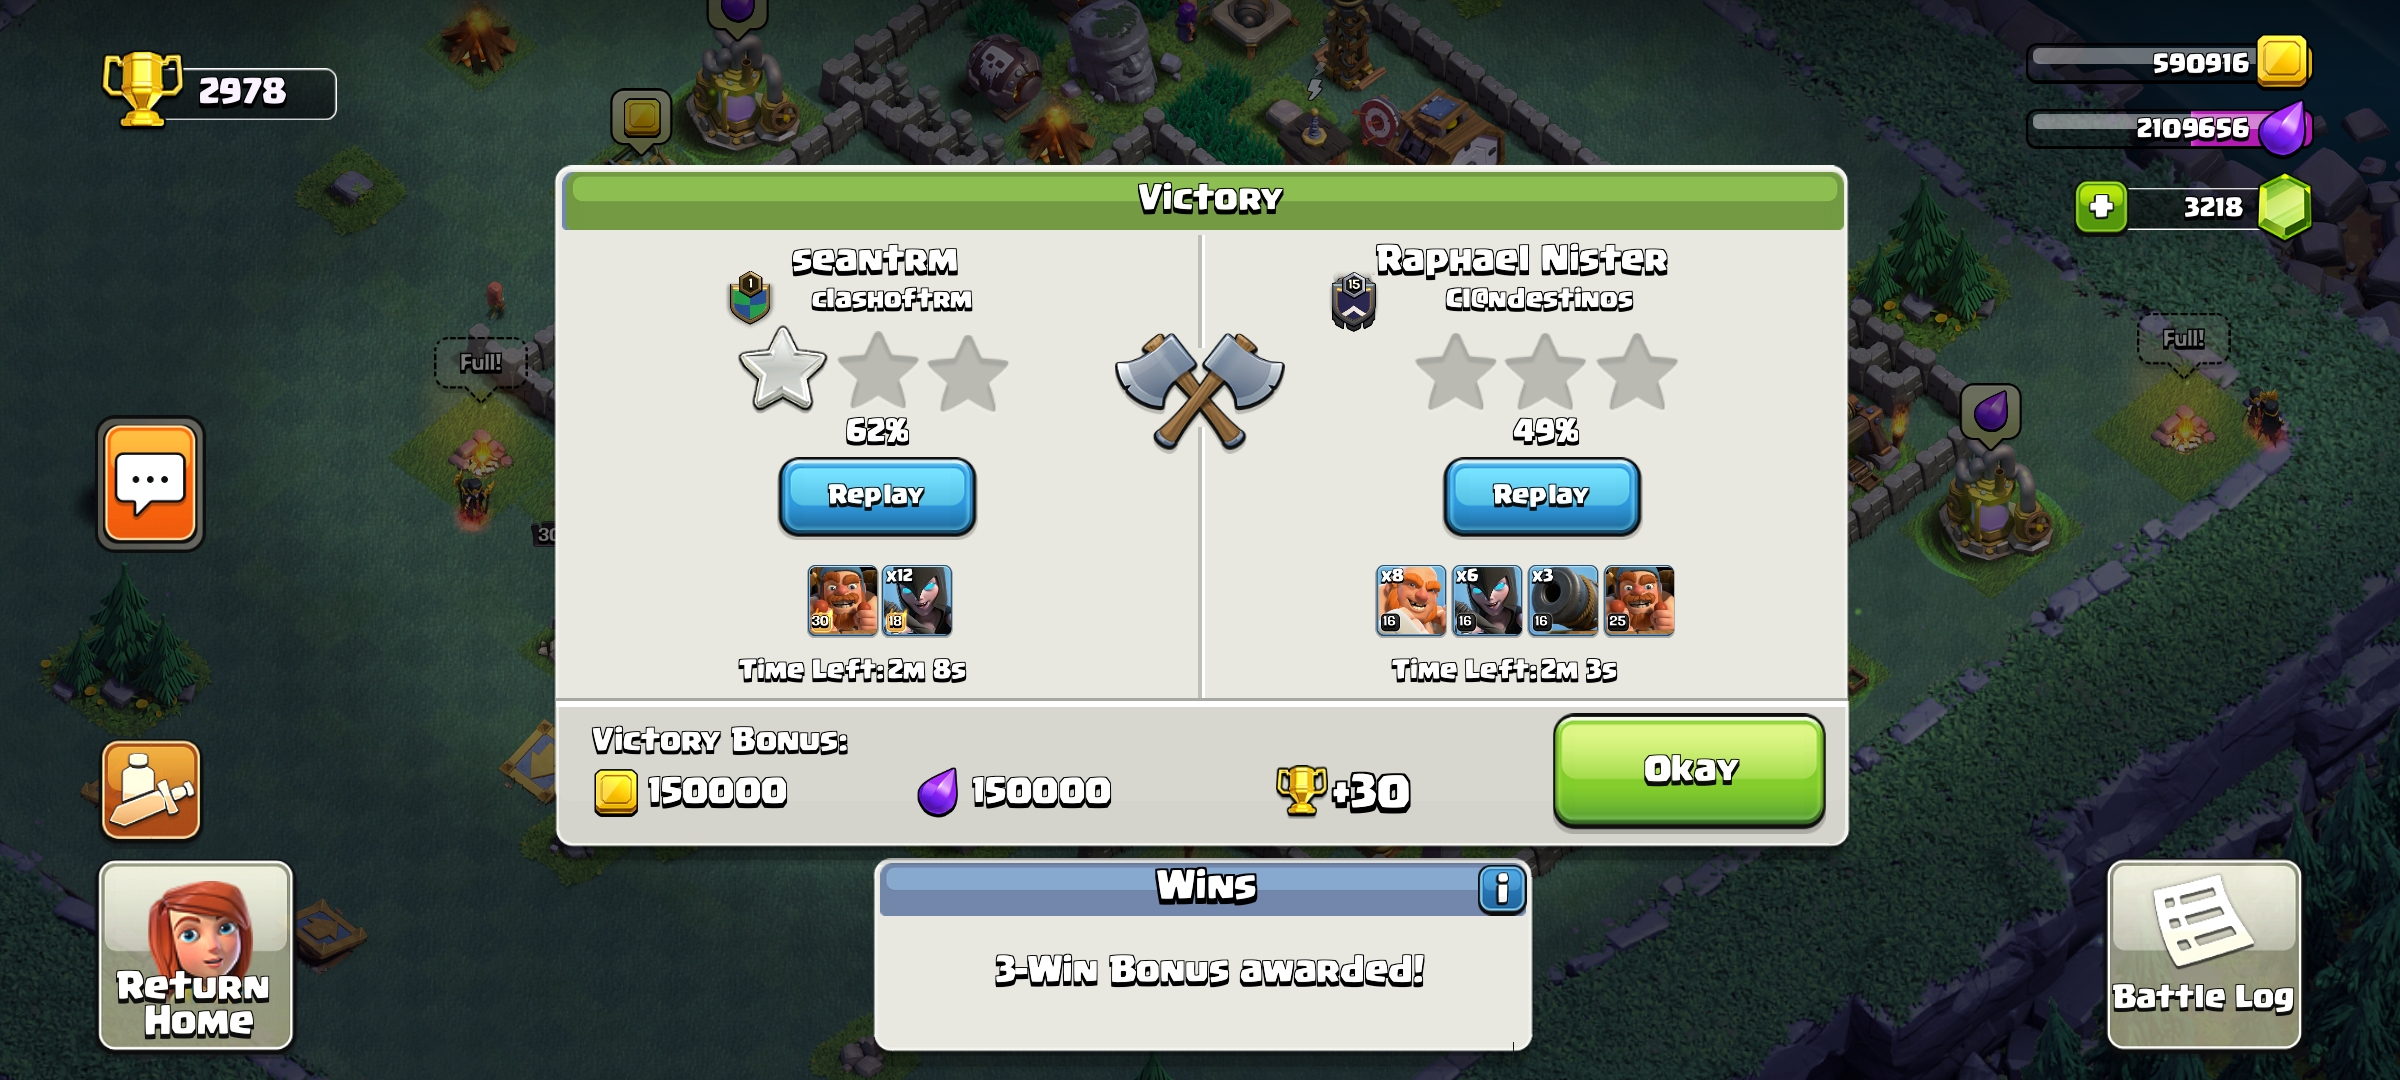 2978
590916
2109656
3218
Victory
seantrm
clashoftrm
1
62%
Replay
30
x12
18
Time Left: 2m 8s
Raphael Nister
Cl@ndestinos
15
49%
Replay
x8
16
x6
16
x3
16
25
Time Left: 2m 3s
Full!
Full!
30
Victory Bonus:
150000
150000
+30
Okay
Wins
i
3-Win Bonus awarded!
Return
Home
Battle Log